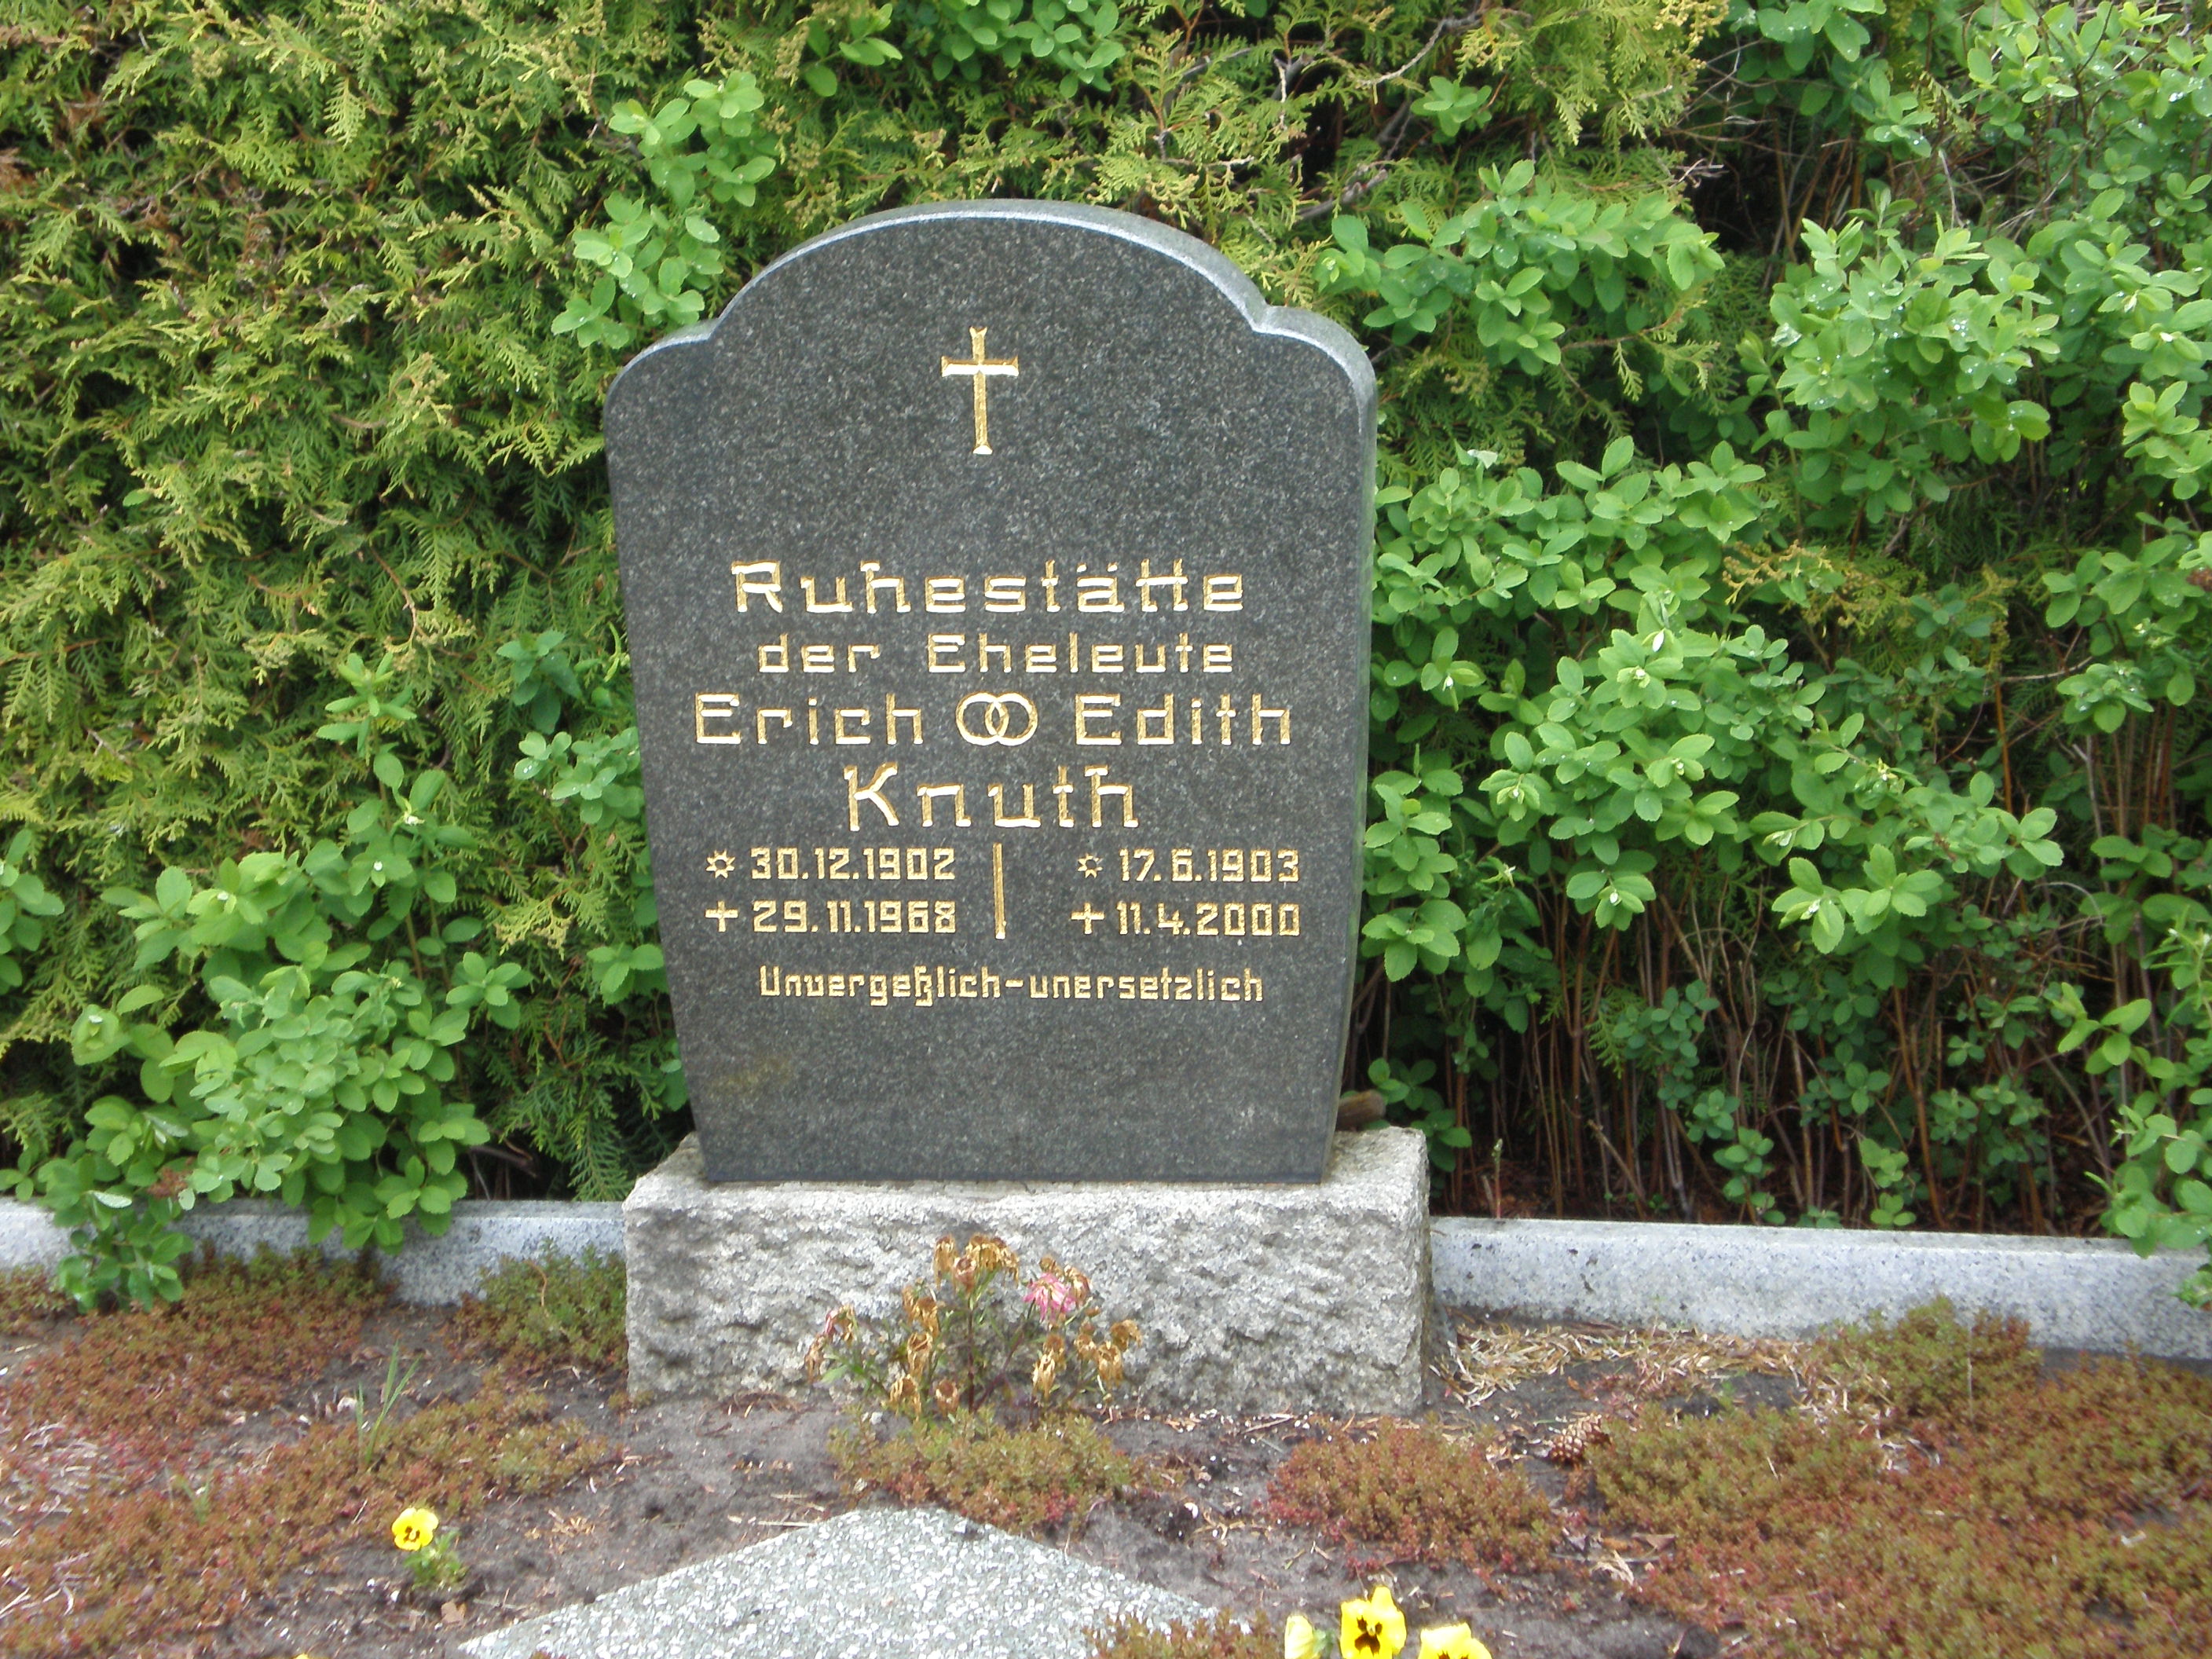 Ruhestätte
der Eheleute
Erich ⚭ Edith
Knuth
* 30.12.1902 | * 17.6.1903
+ 29.11.1968 | + 11.4.2000
Unvergeßlich-unersetzlich